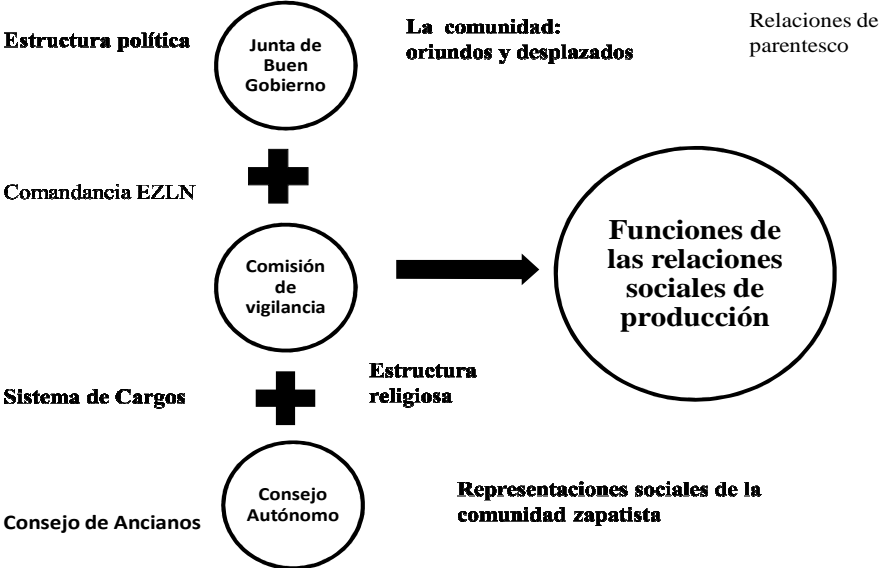 Estructura política
Junta de
Buen
Gobierno
La comunidad:
oriundos y desplazados
Relaciones de
parentesco
Comandancia EZLN
Comisión
de
vigilancia
Funciones de
las relaciones
sociales de
producción
Sistema de Cargos
Estructura
religiosa
Consejo de Ancianos
Consejo
Autónomo
Representaciones sociales de la
comunidad zapatista